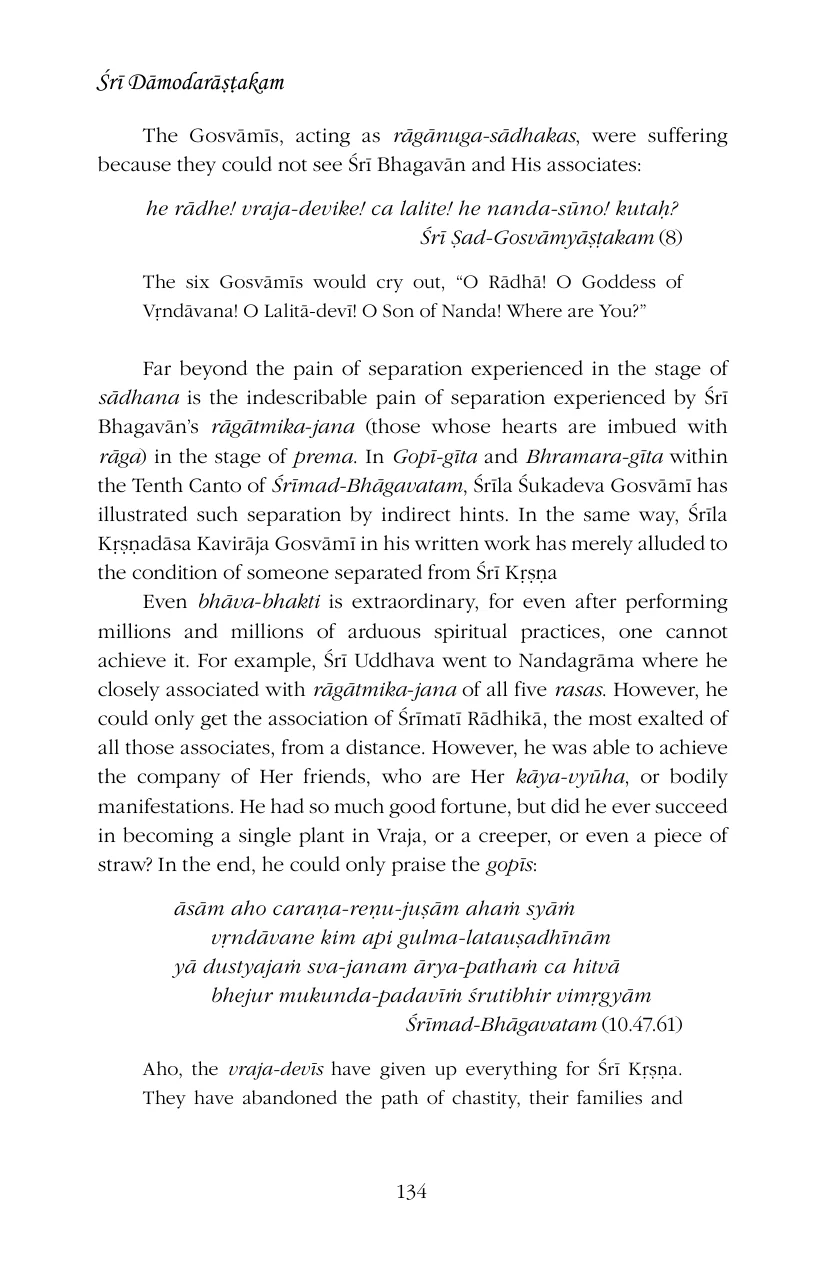 Śrī Dāmodarāṣṭakam
The Gosvāmīs, acting as rāgānuga-sādhakas, were suffering
because they could not see Śrī Bhagavān and His associates:
he rādhe! vraja-devike! ca lalite! he nanda-sūno! kutaḥ?
Śrī Ṣad-Gosvāmyāṣṭakam (8)
The six Gosvāmīs would cry out, “O Rādhā! O Goddess of
Vṛndāvana! O Lalitā-devī! O Son of Nanda! Where are You?”
Far beyond the pain of separation experienced in the stage of
sādhana is the indescribable pain of separation experienced by Śrī
Bhagavān’s rāgātmika-jana (those whose hearts are imbued with
rāga) in the stage of prema. In Gopī-gīta and Bhramara-gīta within
the Tenth Canto of Śrīmad-Bhāgavatam, Śrīla Śukadeva Gosvāmī has
illustrated such separation by indirect hints. In the same way, Śrīla
Kṛṣṇadāsa Kavirāja Gosvāmī in his written work has merely alluded to
the condition of someone separated from Śrī Kṛṣṇa
Even bhāva-bhakti is extraordinary, for even after performing
millions and millions of arduous spiritual practices, one cannot
achieve it. For example, Śrī Uddhava went to Nandagrāma where he
closely associated with rāgātmika-jana of all five rasas. However, he
could only get the association of Śrīmatī Rādhikā, the most exalted of
all those associates, from a distance. However, he was able to achieve
the company of Her friends, who are Her kāya-vyūha, or bodily
manifestations. He had so much good fortune, but did he ever succeed
in becoming a single plant in Vraja, or a creeper, or even a piece of
straw? In the end, he could only praise the gopīs:
āsām aho caraṇa-reṇu-juṣām ahaṁ syāṁ
vṛndāvane kim api gulma-latauṣadhīnām
yā dustyajaṁ sva-janam ārya-pathaṁ ca hitvā
bhejur mukunda-padavīṁ śrutibhir vimṛgyām
Śrīmad-Bhāgavatam (10.47.61)
Aho, the vraja-devīs have given up everything for Śrī Kṛṣṇa.
They have abandoned the path of chastity, their families and
134